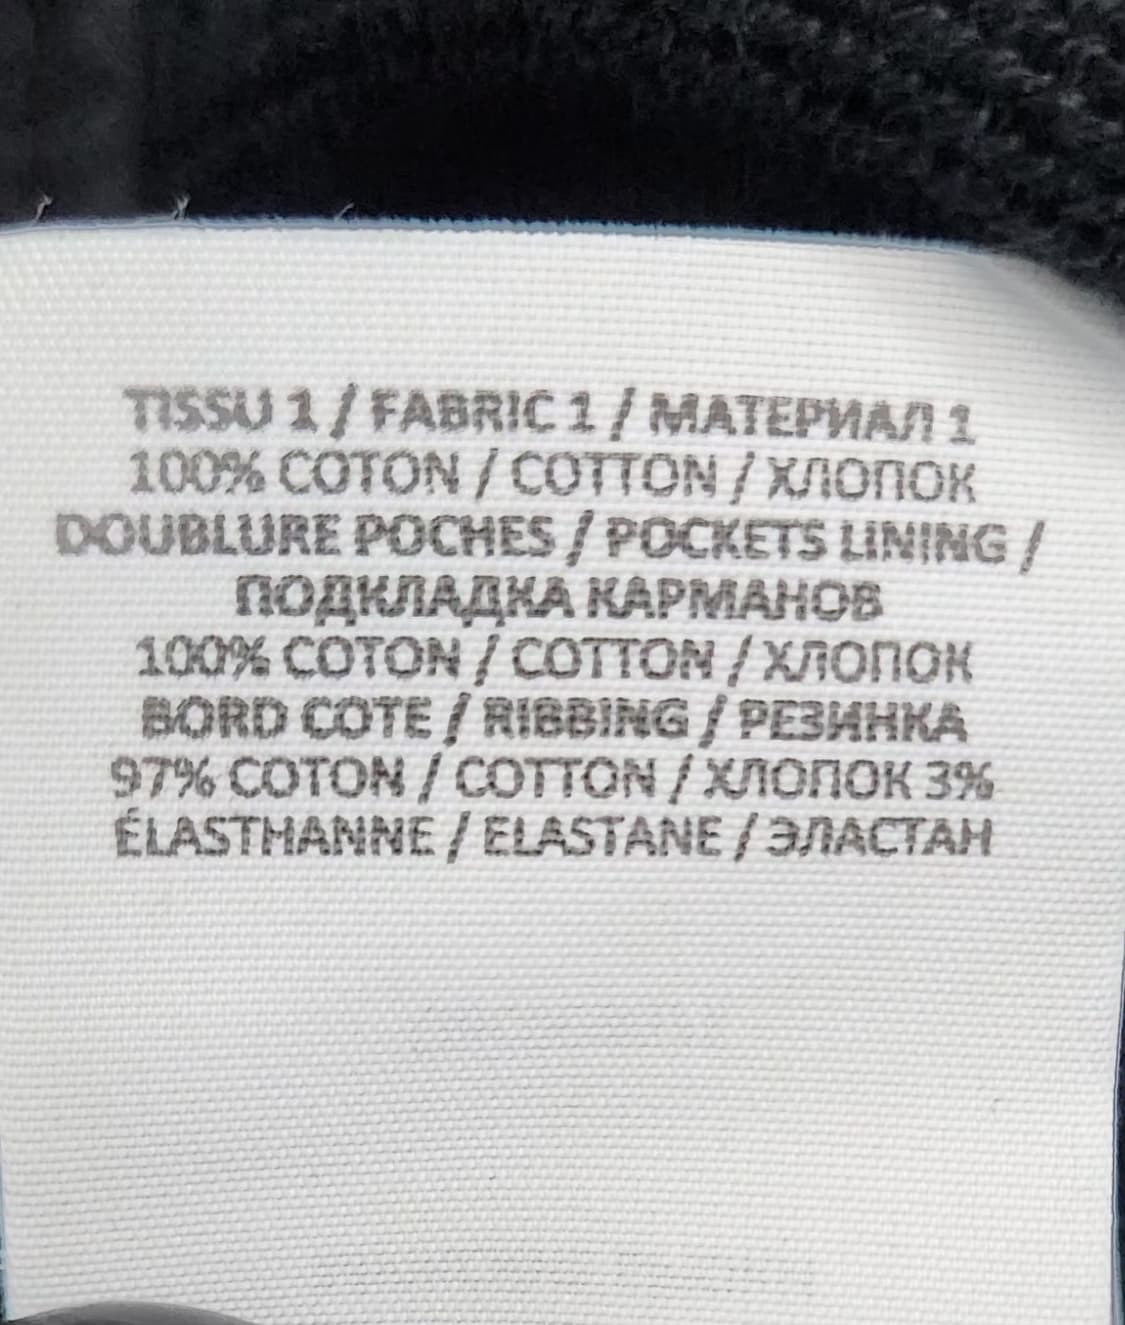 TISSU 1 / FABRIC 1 / МАТЕРИАЛ 1
100% COTON / COTTON / ХЛОПОК
DOUBLURE POCHES / POCKETS LINING /
ПОДКЛАДКА КАРМАНОВ
100% COTON / COTTON / ХЛОПОК
BORD COTE / RIBBING / РЕЗИНКА
97% COTON / COTTON / ХЛОПОК 3%
ÉLASTHANNE / ELASTANE / ЭЛАСТАН